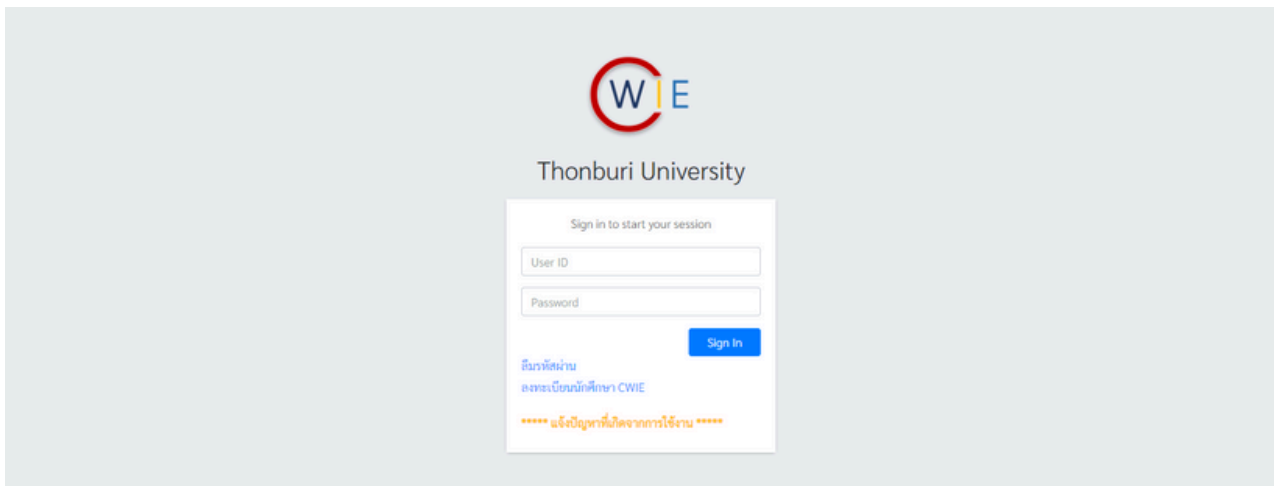 CWIE
Thonburi University
Sign in to start your session
User ID
Password
Sign In
ลืมรหัสผ่าน
ลงทะเบียนนักศึกษา CWIE
***** แจ้งปัญหาที่เกิดจากการใช้งาน *****